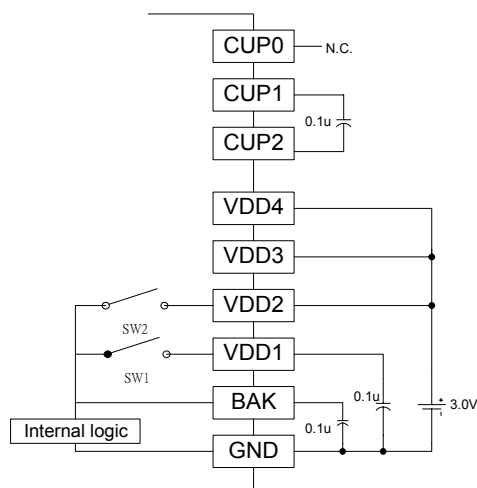 CUP0
N.C.
CUP1
0.1u
CUP2
VDD4
VDD3
VDD2
SW2
VDD1
SW1
0.1u
+
3.0V
-
BAK
0.1u
Internal logic
GND